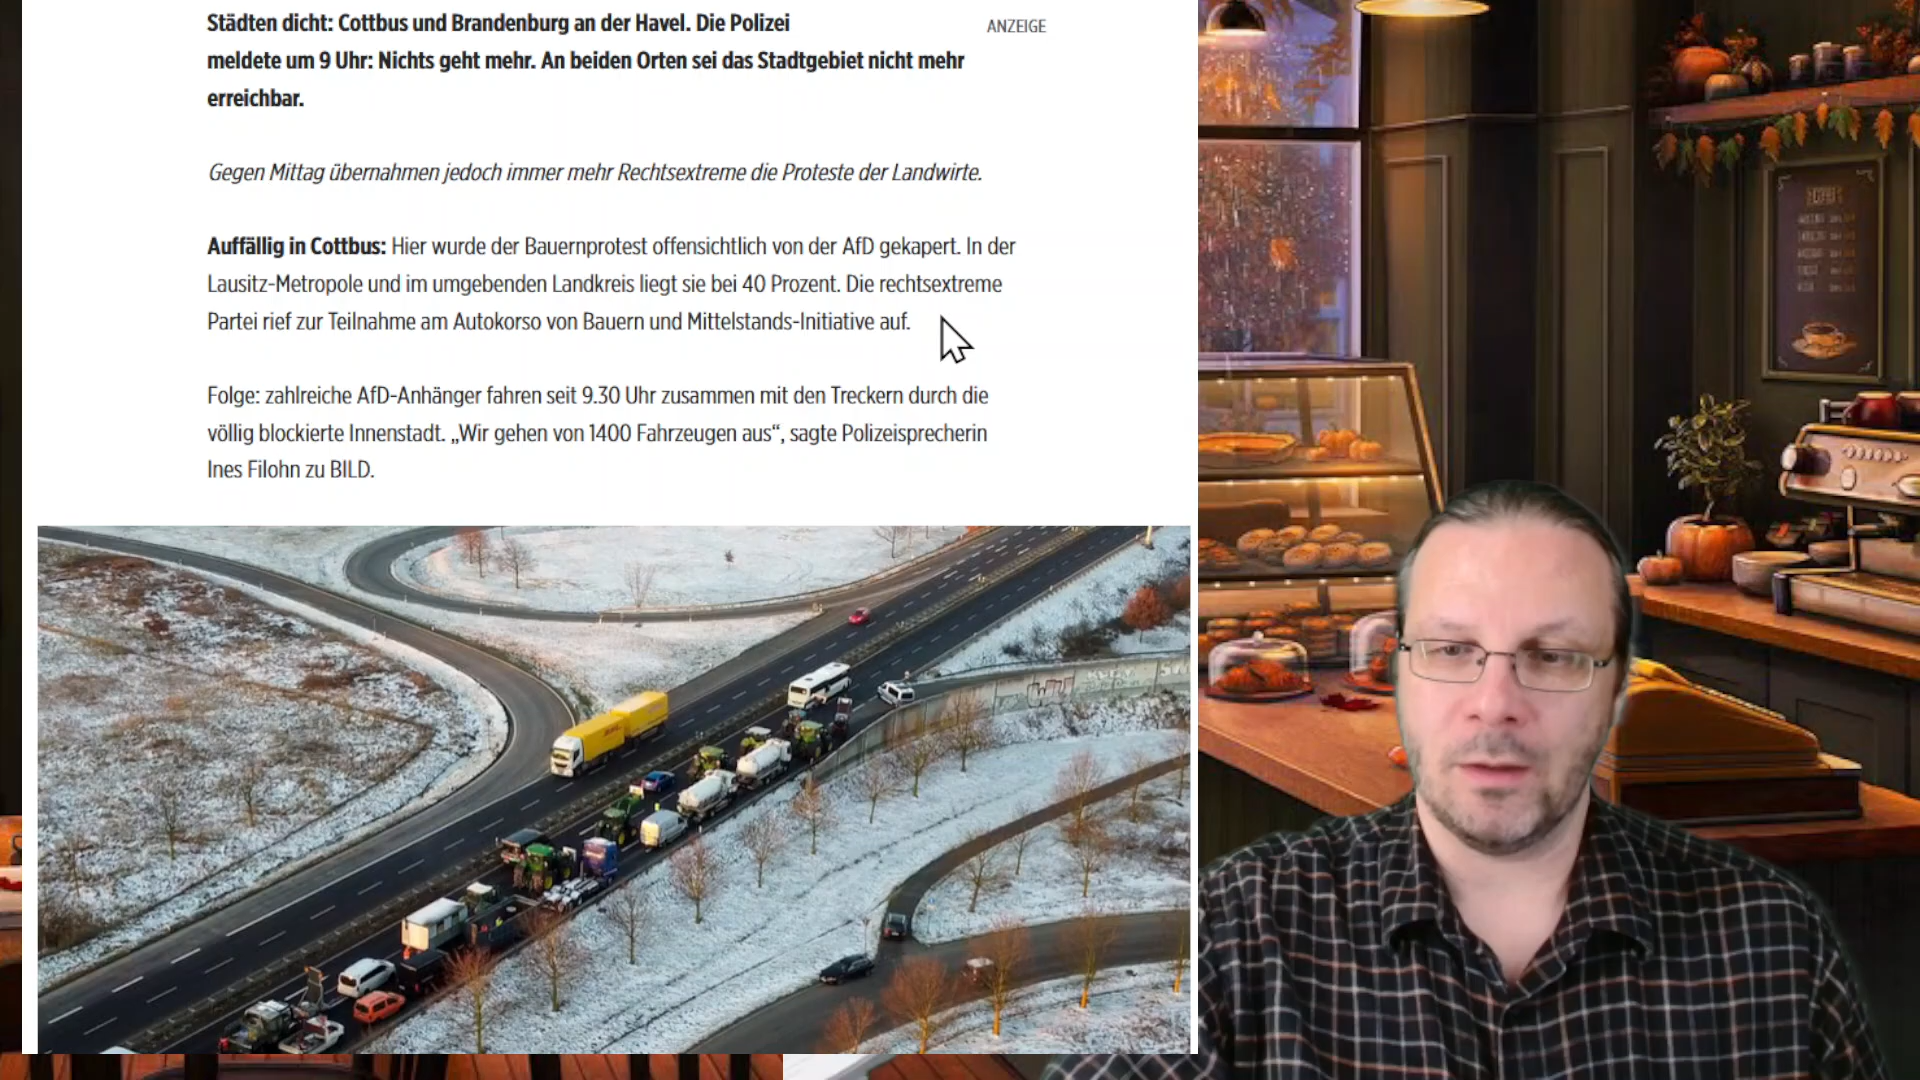 Städten dicht: Cottbus und Brandenburg an der Havel. Die Polizei
ANZEIGE
meldete um 9 Uhr: Nichts geht mehr. An beiden Orten sei das Stadtgebiet nicht mehr
erreichbar.
Gegen Mittag übernahmen jedoch immer mehr Rechtsextreme die Proteste der Landwirte.
Auffällig in Cottbus: Hier wurde der Bauernprotest offensichtlich von der AfD gekapert. In der
Lausitz-Metropole und im umgebenden Landkreis liegt sie bei 40 Prozent. Die rechtsextreme
Partei rief zur Teilnahme am Autokorso von Bauern und Mittelstands-Initiative auf.
Folge: zahlreiche AfD-Anhänger fahren seit 9.30 Uhr zusammen mit den Treckern durch die
völlig blockierte Innenstadt. „Wir gehen von 1400 Fahrzeugen aus“, sagte Polizeisprecherin
Ines Filohn zu BILD.